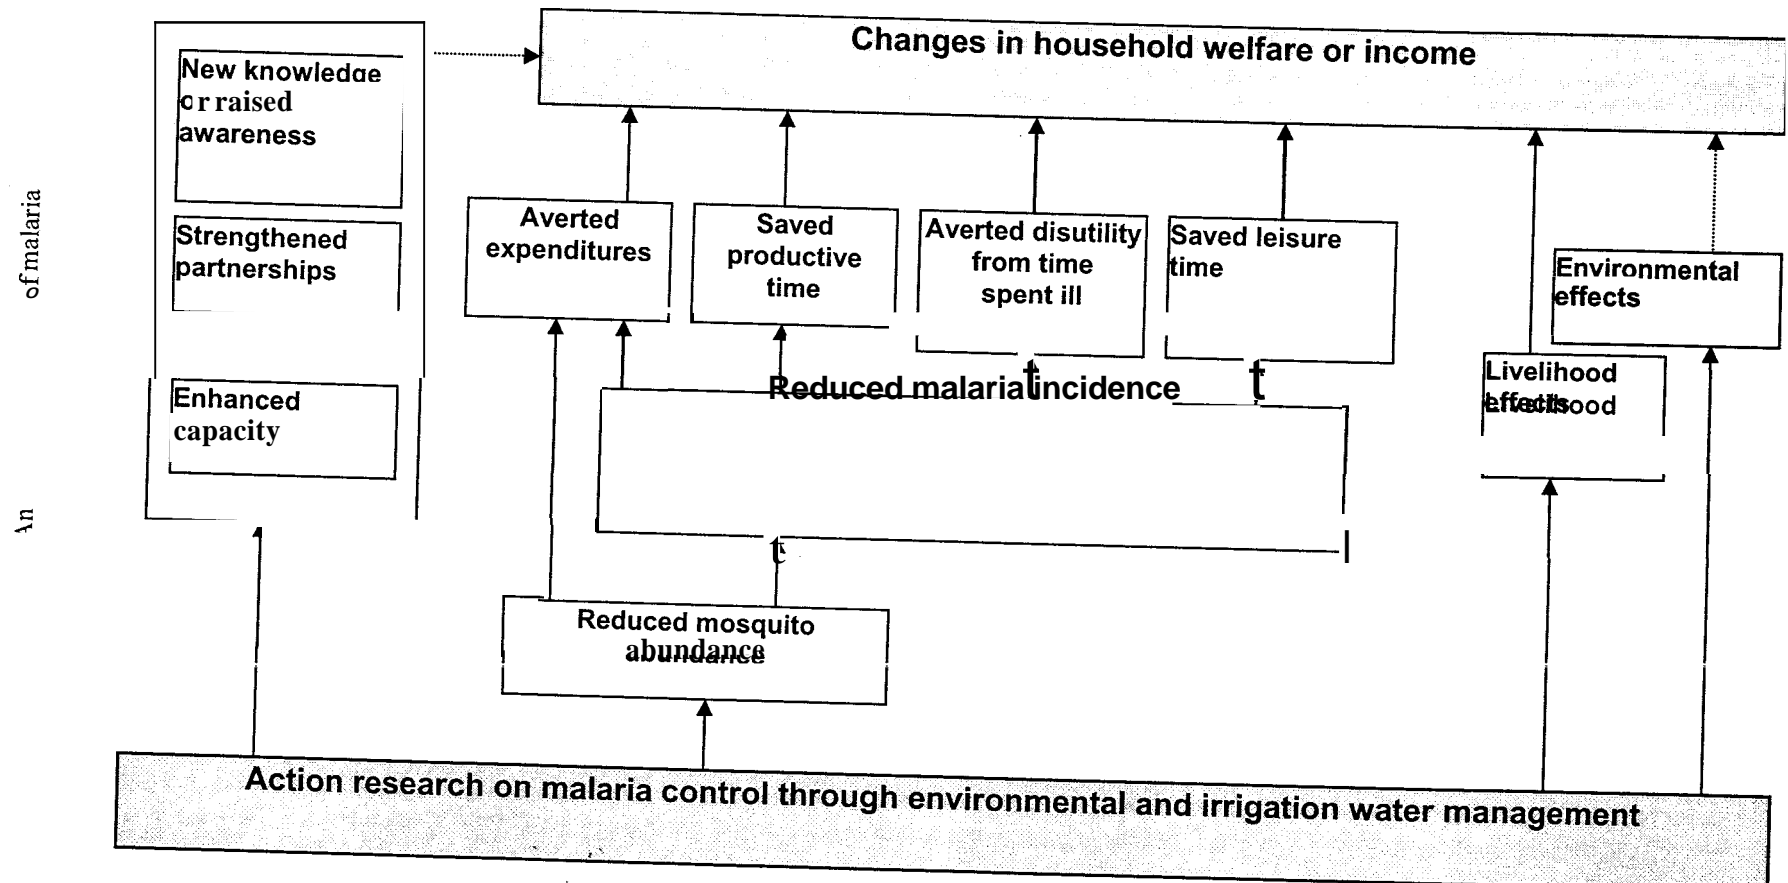 Changes in household welfare or income
New knowledge
or raised
awareness
Strengthened
partnerships
Enhanced
capacity
Averted
expenditures
Saved
productive
time
Averted disutility
from time
spent ill
Saved leisure
time
Environmental
effects
Livelihood
effects
Livelihood
t
t
Reduced malaria incidence
t
Reduced mosquito
abundance
Action research on malaria control through environmental and irrigation water management
of malaria
An